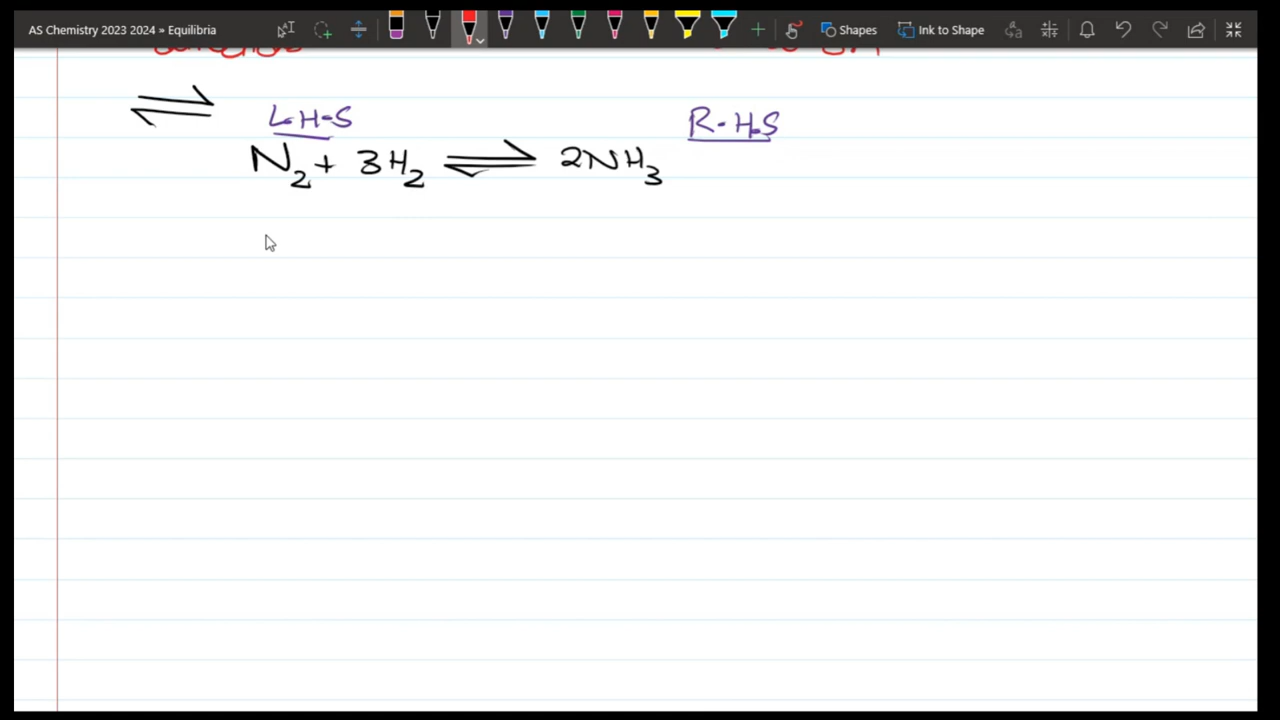 AS Chemistry 2023 2024 » Equilibria Shapes Ink to Shape
⇌
L.H.S R.H.S
N₂ + 3H₂ ⇌ 2NH₃